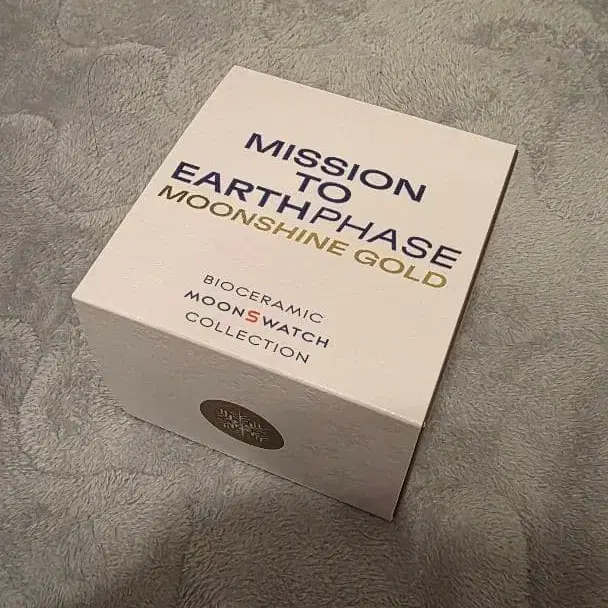 MISSION
TO
EARTHPHASE
MOONSHINE GOLD
BIOCERAMIC
MOONSWATCH
COLLECTION